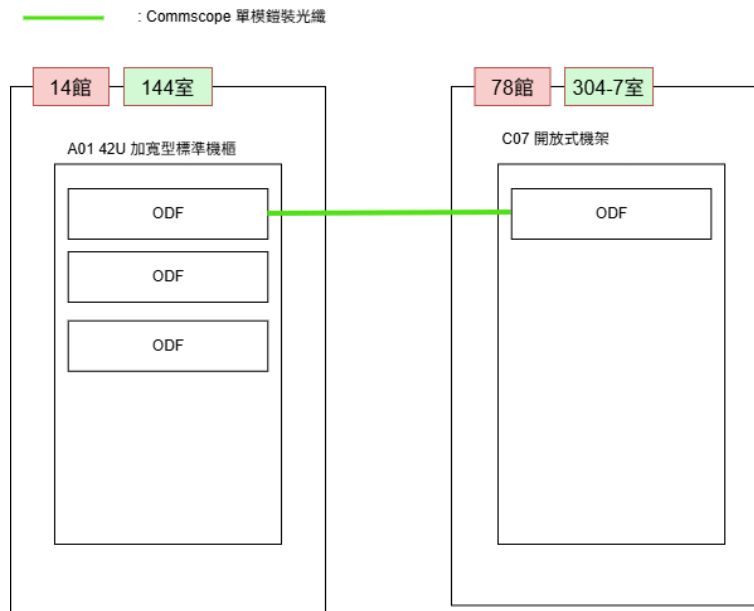 : Commscope 單模鎧裝光纖
14館 144室
78館 304-7室
A01 42U 加寬型標準機櫃
C07 開放式機架
ODF
ODF
ODF
ODF